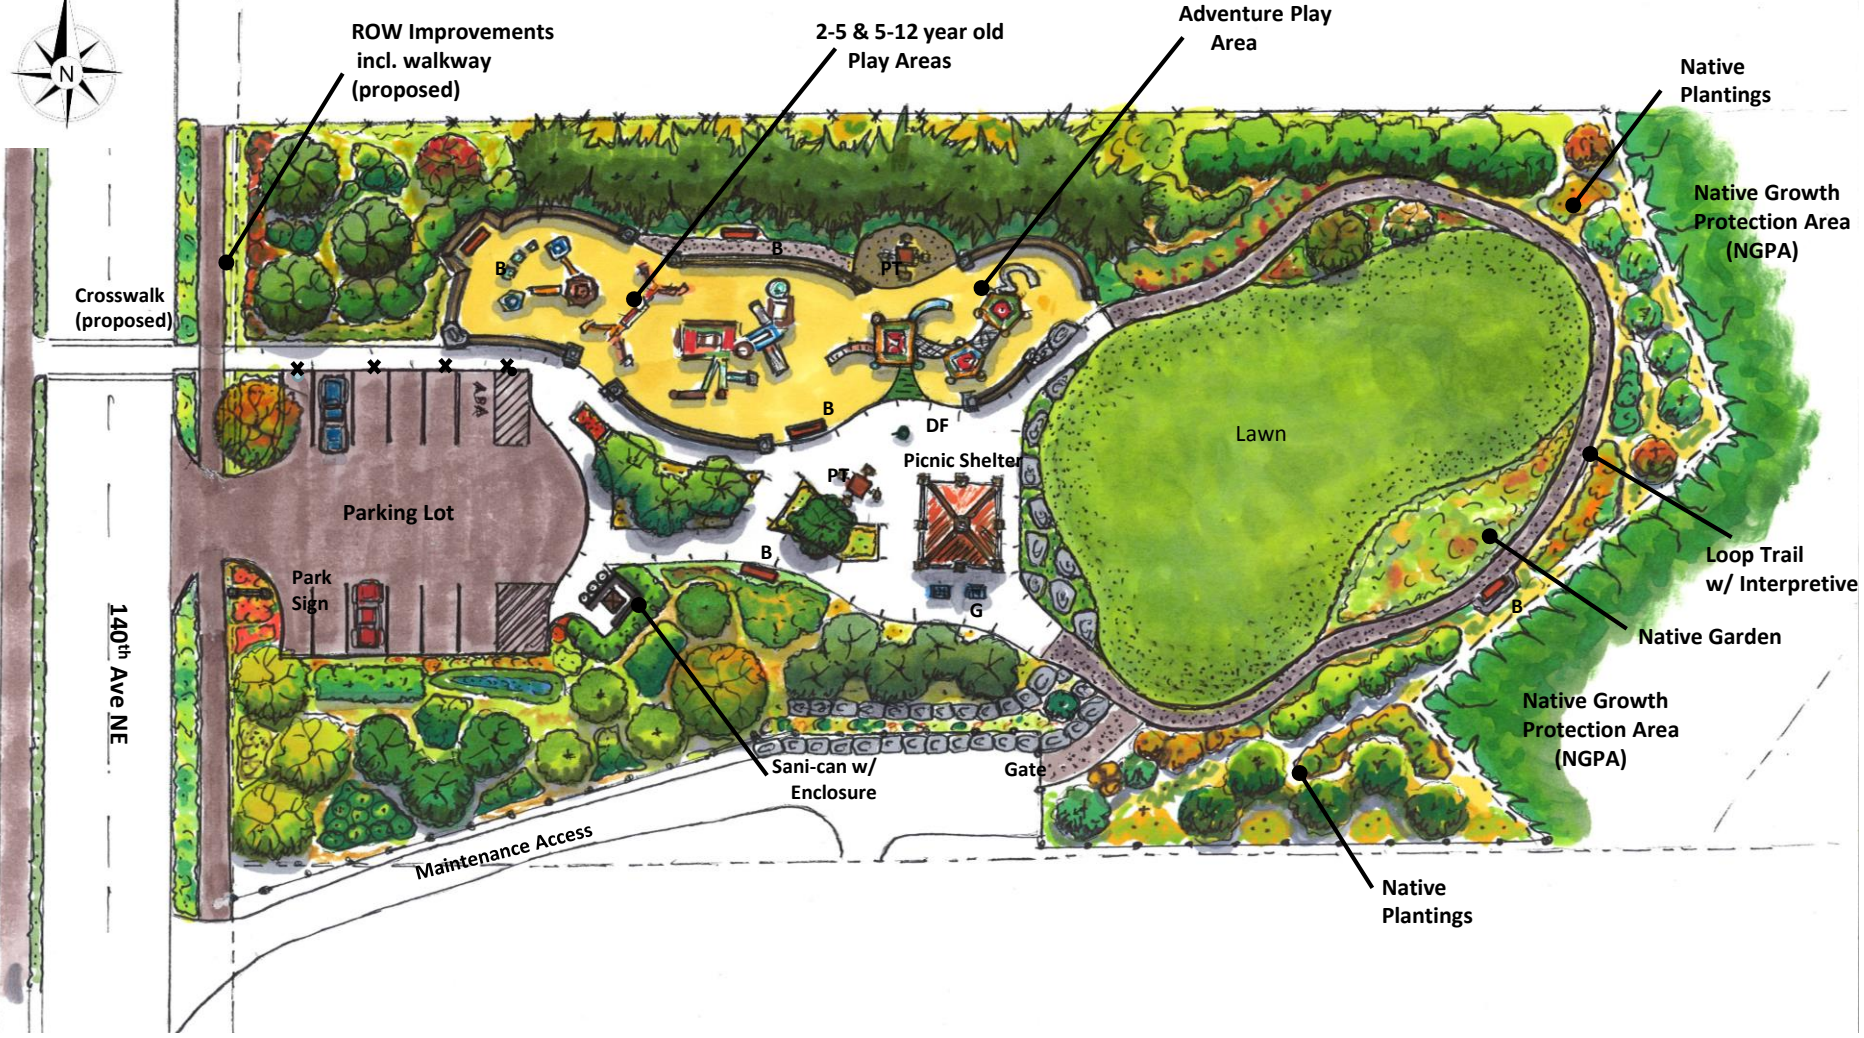 N
ROW Improvements
incl. walkway
(proposed)
2-5 & 5-12 year old
Play Areas
Adventure Play
Area
Native
Plantings
Native Growth
Protection Area
(NGPA)
Crosswalk
(proposed)
B
B
PT
ADA
B
DF
Lawn
Picnic Shelter
PT
Parking Lot
B
Loop Trail
w/ Interpretive
Park
Sign
G
B
Native Garden
140th Ave NE
Native Growth
Protection Area
(NGPA)
Sani-can w/
Enclosure
Gate
Maintenance Access
Native
Plantings